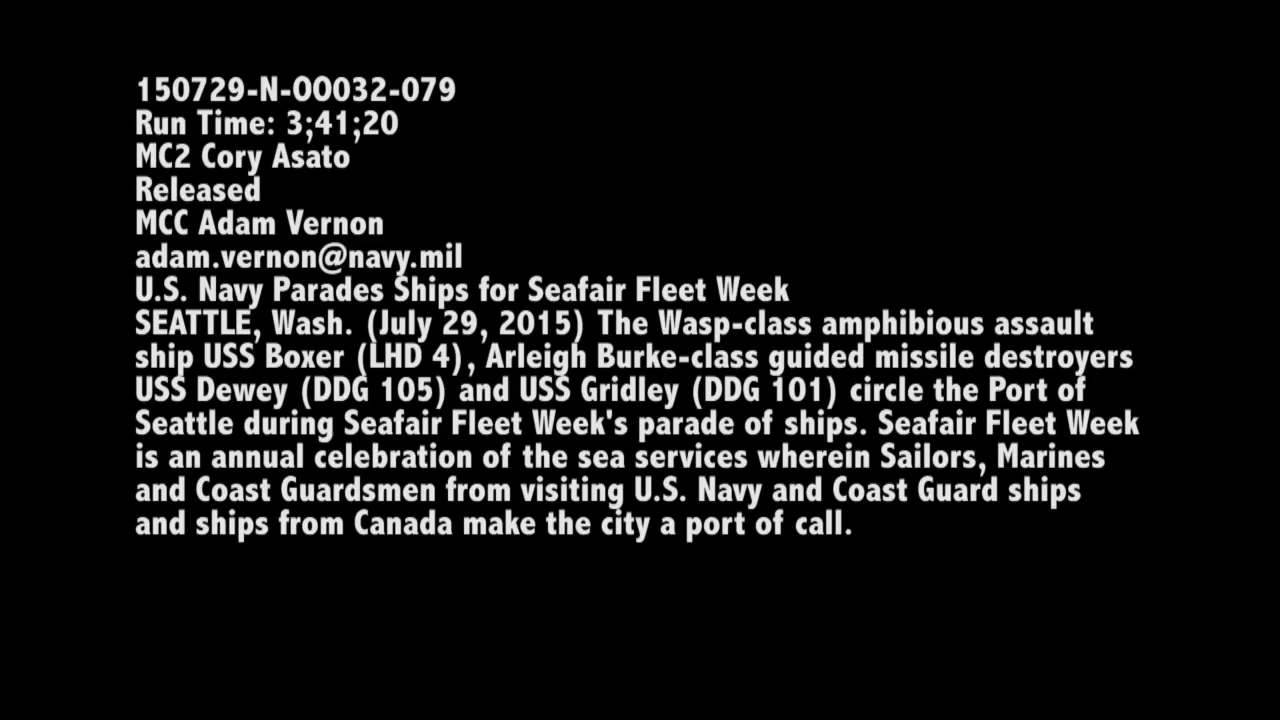 150729-N-OO032-079
Run Time: 3;41;20
MC2 Cory Asato
Released
MCC Adam Vernon
adam.vernon@navy.mil
U.S. Navy Parades Ships for Seafair Fleet Week
SEATTLE, Wash. (July 29, 2015) The Wasp-class amphibious assault
ship USS Boxer (LHD 4), Arleigh Burke-class guided missile destroyers
USS Dewey (DDG 105) and USS Gridley (DDG 101) circle the Port of
Seattle during Seafair Fleet Week's parade of ships. Seafair Fleet Week
is an annual celebration of the sea services wherein Sailors, Marines
and Coast Guardsmen from visiting U.S. Navy and Coast Guard ships
and ships from Canada make the city a port of call.